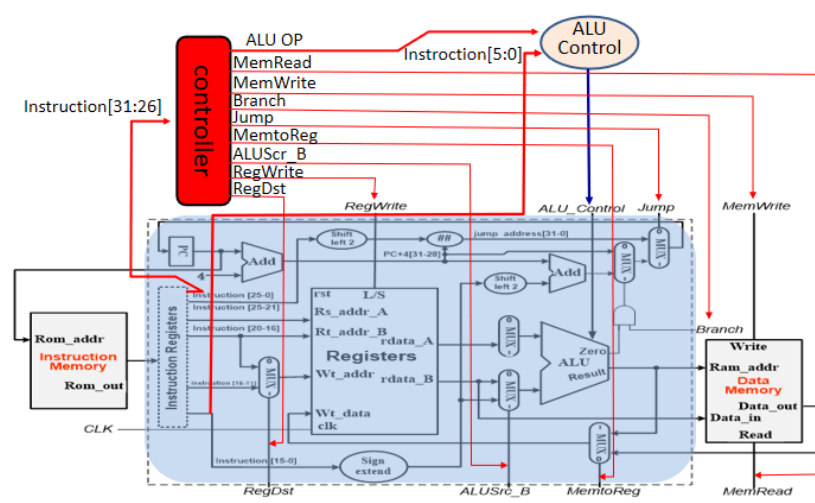 ALU OP
ALU
Control
Instroction[5:0]
MemRead
MemWrite
Instruction[31:26]
controller
Branch
Jump
MemtoReg
ALUScr_B
RegWrite
RegDst
RegWrite
ALU_Control
Jump
MemWrite
PC
Shift
left 2
##
jump_address[31-0]
PC+4[31-28]
4
Add
Add
MUX
MUX
Shift
left 2
Instruction Registers
Instruction [25-0]
Instruction [25-21]
Instruction [20-16]
Instruction [15-11]
rst
L/S
Rs_addr_A
Rt_addr_B
rdata_A
Registers
Wt_addr
rdata_B
Wt_data
clk
MUX
MUX
MUX
Zero
ALU
Result
Branch
Rom_addr
Instruction
Memory
Rom_out
Write
Ram_addr
Data
Memory
Data_out
Data_in
Read
CLK
MUX
Instruction [15-0]
Sign
extend
RegDst
ALUSrc_B
MemtoReg
MemRead